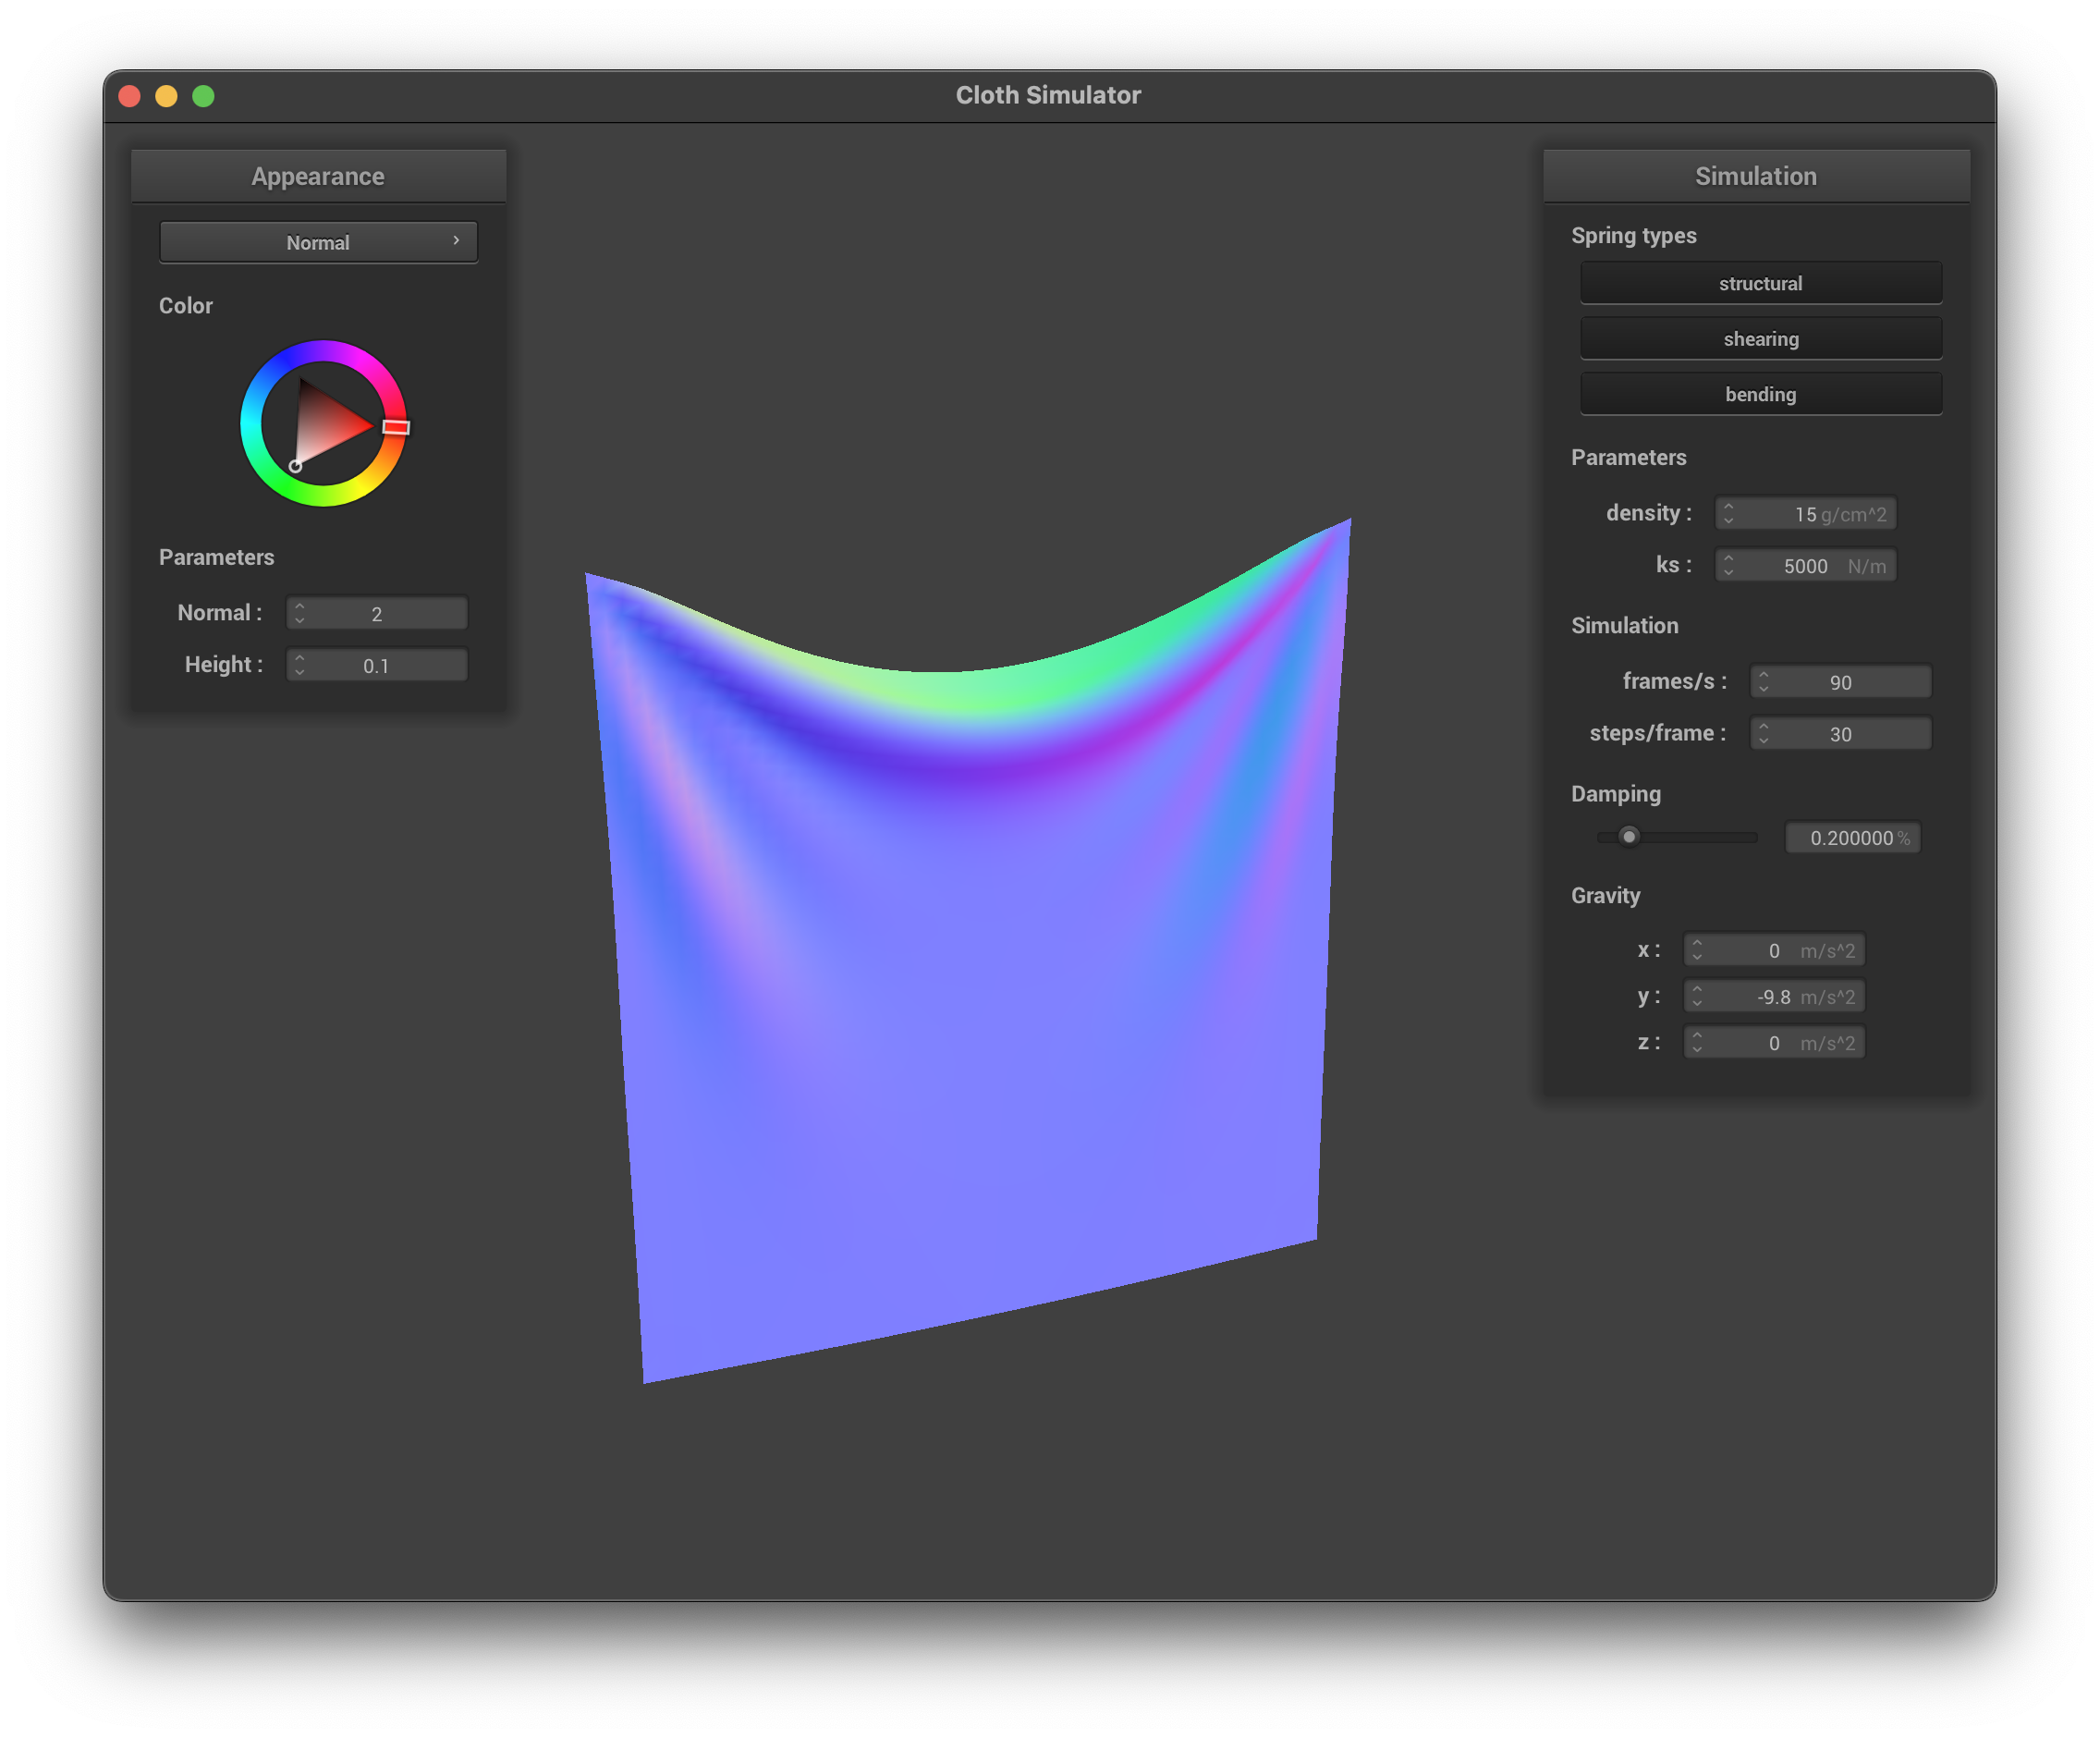 Cloth Simulator
Appearance
Normal
Color
Parameters
Normal : 2
Height : 0.1
Simulation
Spring types
structural
shearing
bending
Parameters
density : 15 g/cm^2
ks : 5000 N/m
Simulation
frames/s : 90
steps/frame : 30
Damping
0.200000 %
Gravity
x : 0 m/s^2
y : -9.8 m/s^2
z : 0 m/s^2